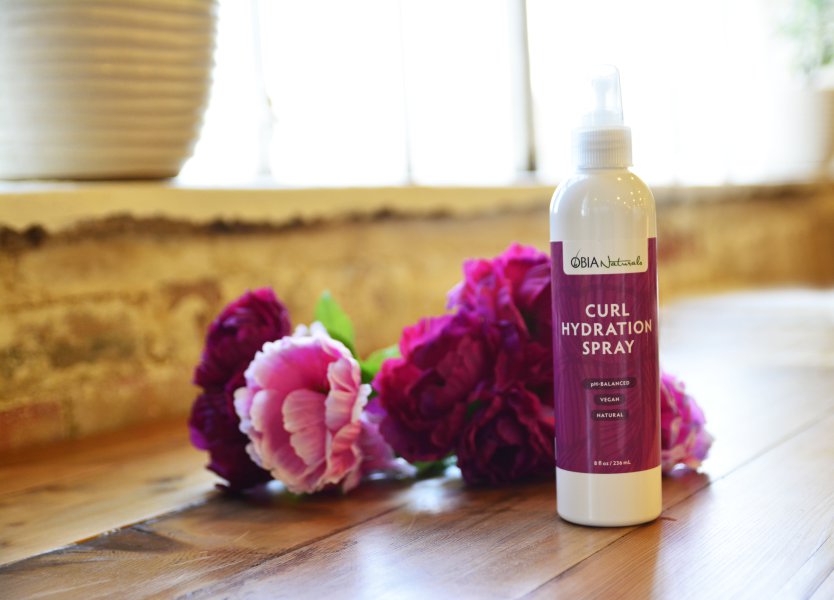 OBIA Naturals
CURL
HYDRATION
SPRAY
pH-BALANCED
VEGAN
NATURAL
8 fl oz / 236 mL